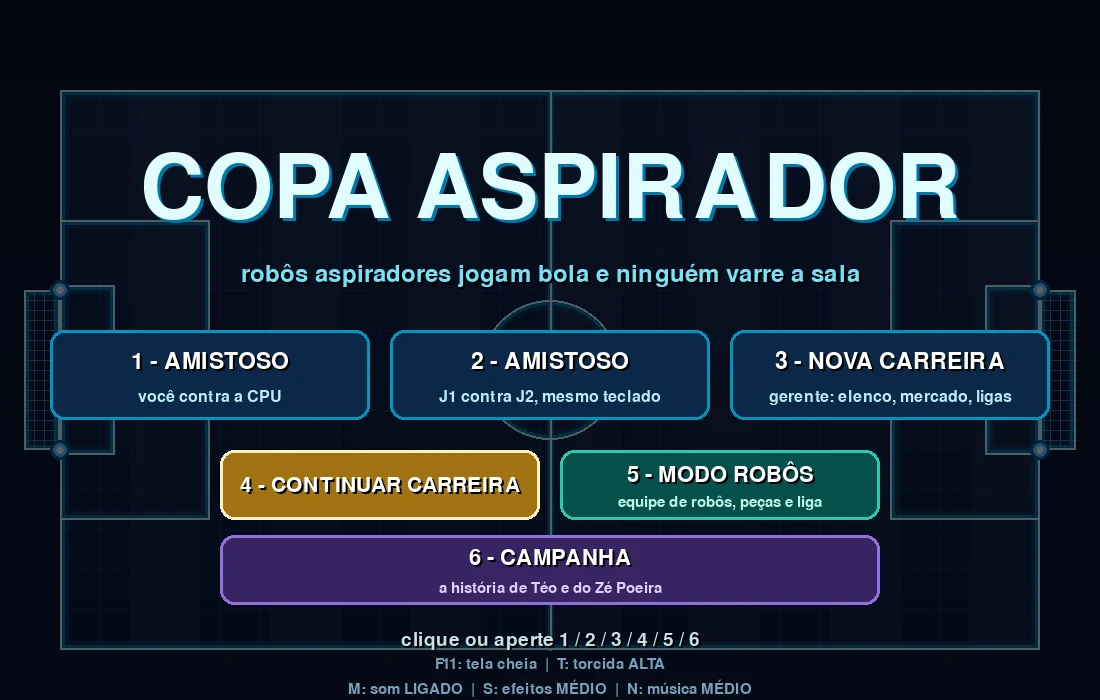 COPA ASPIRADOR
robôs aspiradores jogam bola e ninguém varre a sala
1 - AMISTOSO
você contra a CPU
2 - AMISTOSO
J1 contra J2, mesmo teclado
3 - NOVA CARREIRA
gerente: elenco, mercado, ligas
4 - CONTINUAR CARREIRA
5 - MODO ROBÔS
equipe de robôs, peças e liga
6 - CAMPANHA
a história de Téo e do Zé Poeira
clique ou aperte 1 / 2 / 3 / 4 / 5 / 6
F11: tela cheia | T: torcida ALTA
M: som LIGADO | S: efeitos MÉDIO | N: música MÉDIO